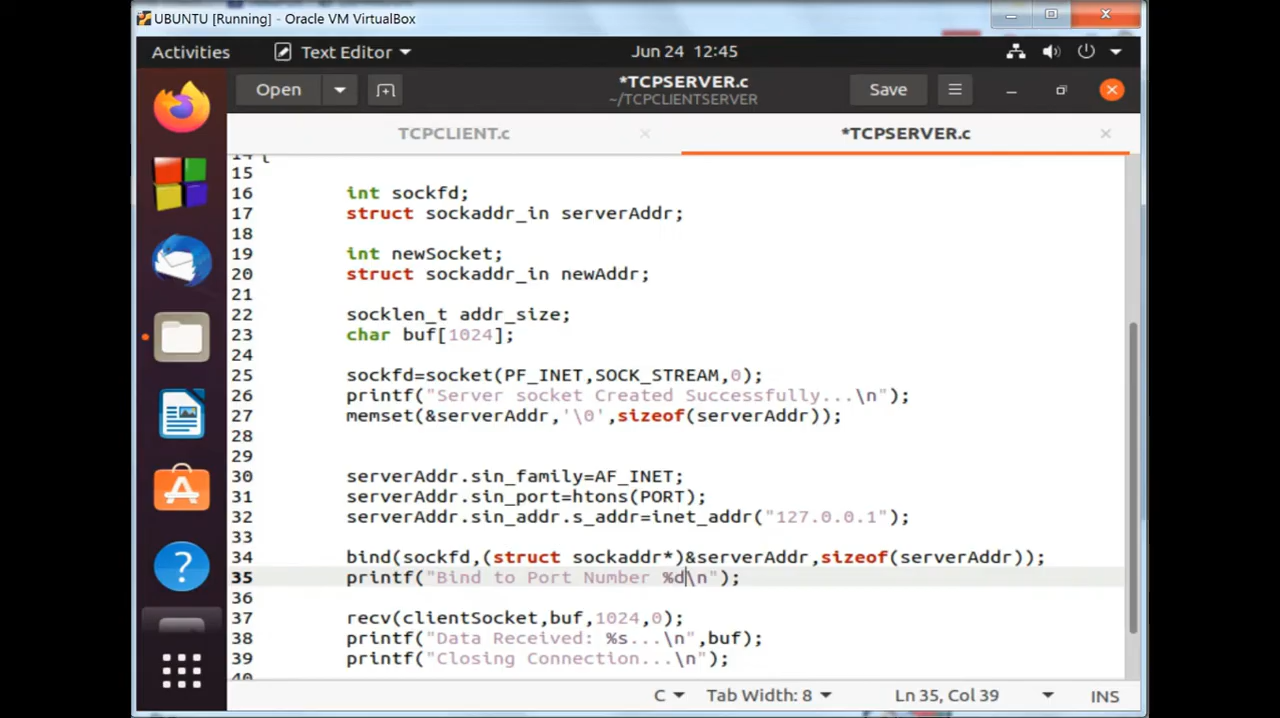 UBUNTU [Running] - Oracle VM VirtualBox
Activities Text Editor Jun 24 12:45
Open *TCPSERVER.c Save
~/TCPCLIENTSERVER
TCPCLIENT.c *TCPSERVER.c
14 {
15
16 int sockfd;
17 struct sockaddr_in serverAddr;
18
19 int newSocket;
20 struct sockaddr_in newAddr;
21
22 socklen_t addr_size;
23 char buf[1024];
24
25 sockfd=socket(PF_INET,SOCK_STREAM,0);
26 printf("Server socket Created Successfully...\n");
27 memset(&serverAddr,'\0',sizeof(serverAddr));
28
29
30 serverAddr.sin_family=AF_INET;
31 serverAddr.sin_port=htons(PORT);
32 serverAddr.sin_addr.s_addr=inet_addr("127.0.0.1");
33
34 bind(sockfd,(struct sockaddr*)&serverAddr,sizeof(serverAddr));
35 printf("Bind to Port Number %d\n");
36
37 recv(clientSocket,buf,1024,0);
38 printf("Data Received: %s...\n",buf);
39 printf("Closing Connection...\n");
40
C Tab Width: 8 Ln 35, Col 39 INS